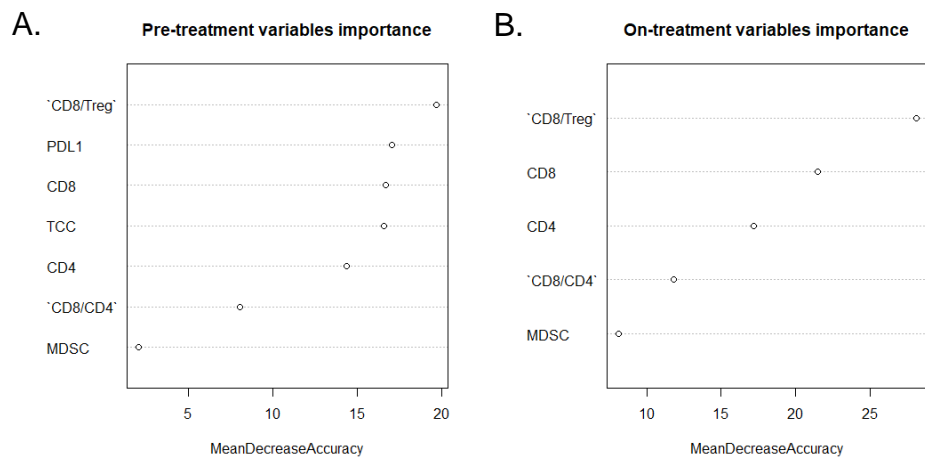 A.
Pre-treatment variables importance
`CD8/Treg`
PDL1
CD8
TCC
CD4
`CD8/CD4`
MDSC
5 10 15 20
MeanDecreaseAccuracy
B.
On-treatment variables importance
`CD8/Treg`
CD8
CD4
`CD8/CD4`
MDSC
10 15 20 25
MeanDecreaseAccuracy